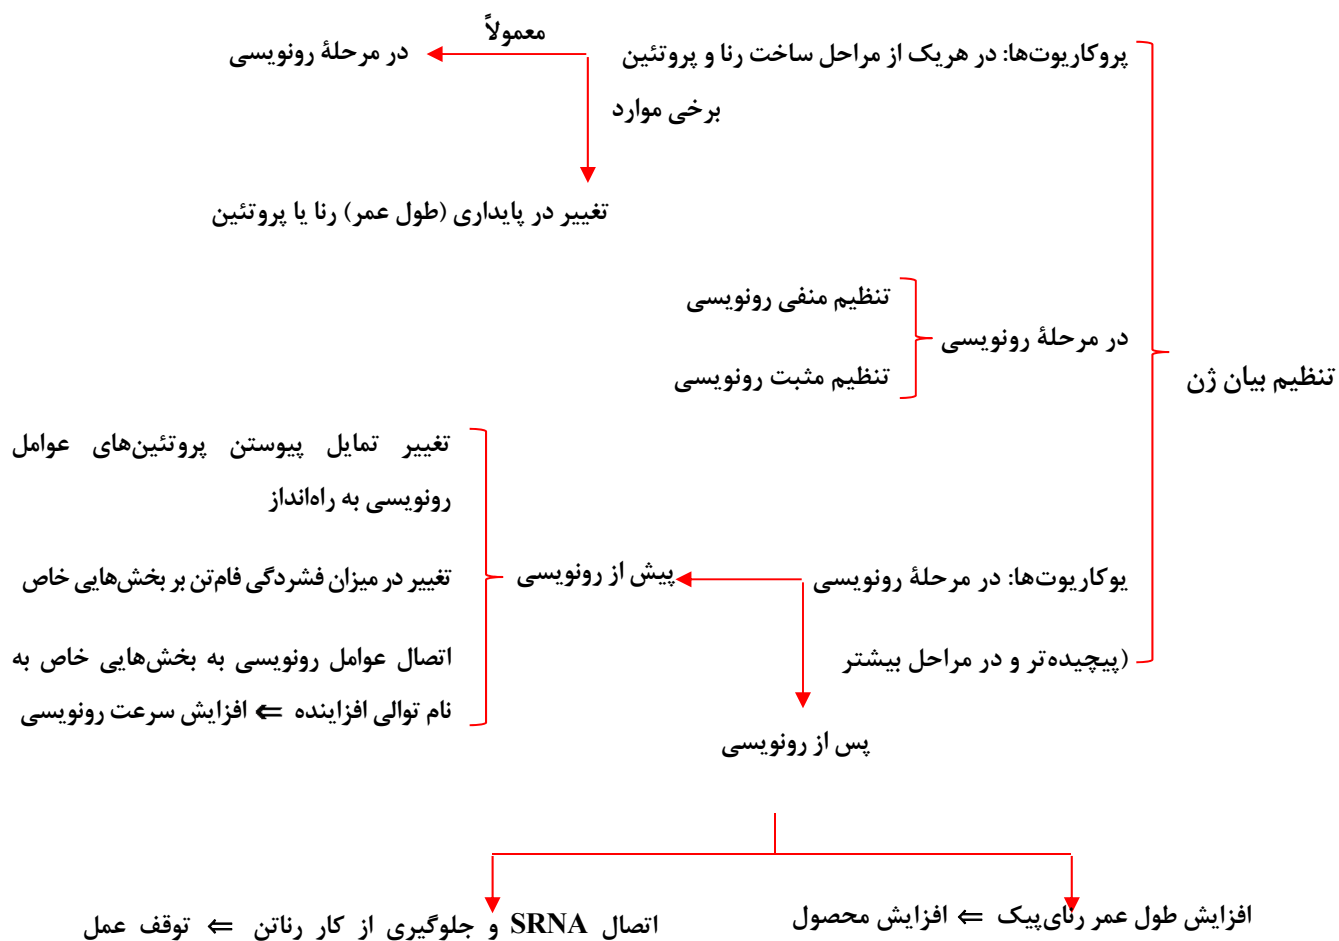 معمولاً
پروکاریوت‌ها: در هریک از مراحل ساخت رنا و پروتئین
در مرحلهٔ رونویسی
برخی موارد
تغییر در پایداری (طول عمر) رنا یا پروتئین
تنظیم بیان ژن
در مرحلهٔ رونویسی
تنظیم منفی رونویسی
تنظیم مثبت رونویسی
یوکاریوت‌ها: در مرحلهٔ رونویسی
(پیچیده‌تر و در مراحل بیشتر
پیش از رونویسی
تغییر تمایل پیوستن پروتئین‌های عوامل
رونویسی به راه‌انداز
تغییر در میزان فشردگی فام‌تن بر بخش‌هایی خاص
اتصال عوامل رونویسی به بخش‌هایی خاص به
نام توالی افزاینده ⇐ افزایش سرعت رونویسی
پس از رونویسی
افزایش طول عمر رنای‌پیک ⇐ افزایش محصول
اتصال SRNA و جلوگیری از کار رناتن ⇐ توقف عمل